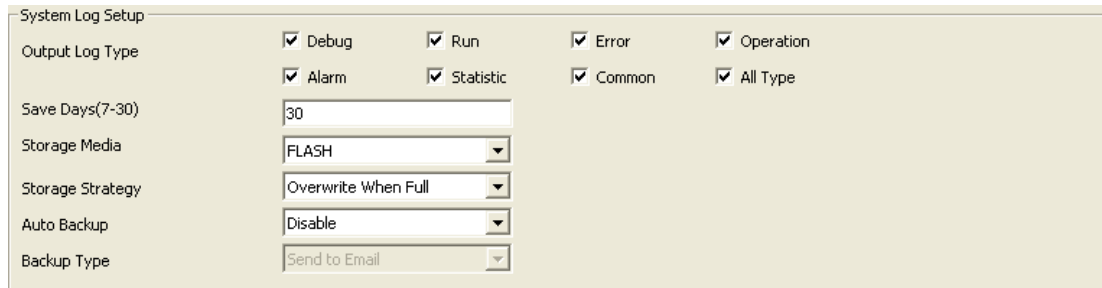 System Log Setup
Output Log Type
Debug Run Error Operation
Alarm Statistic Common All Type
Save Days(7-30) 30
Storage Media FLASH
Storage Strategy Overwrite When Full
Auto Backup Disable
Backup Type Send to Email